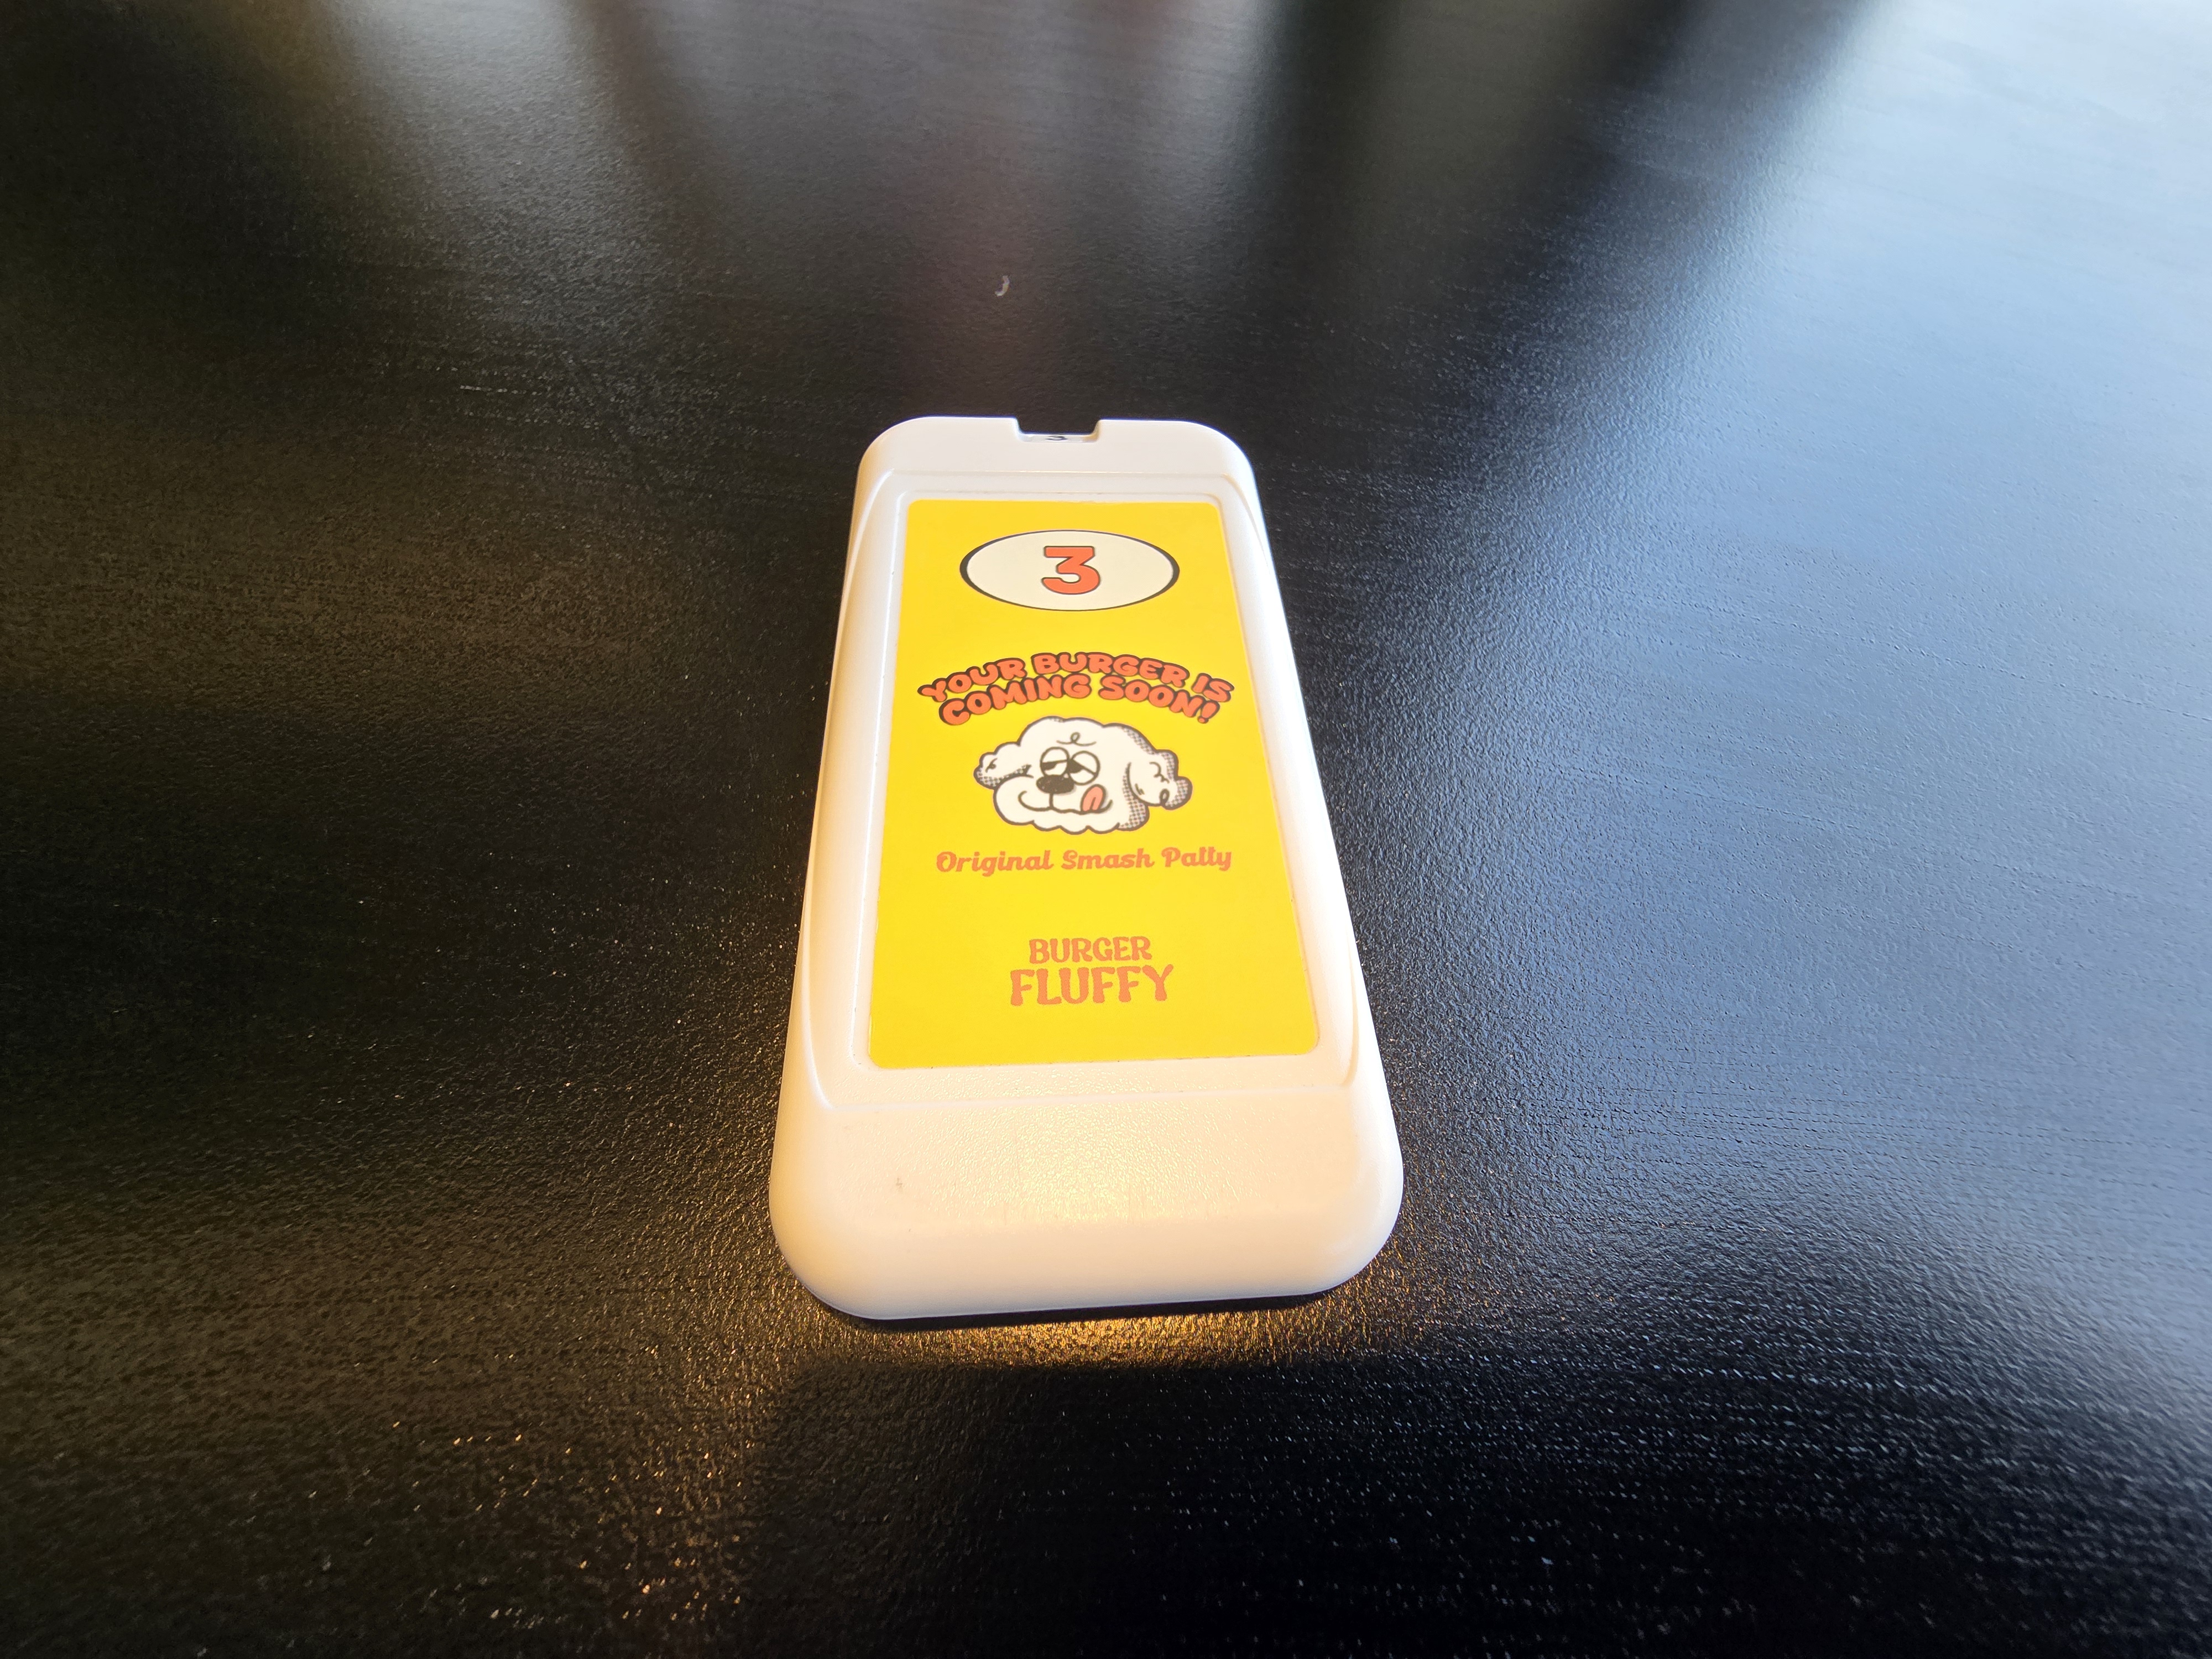 3
YOUR BURGER IS
COMING SOON!
Original Smash Patty
BURGER
FLUFFY